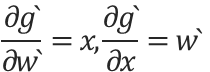 ∂g`/∂w` = x, ∂g`/∂x = w`